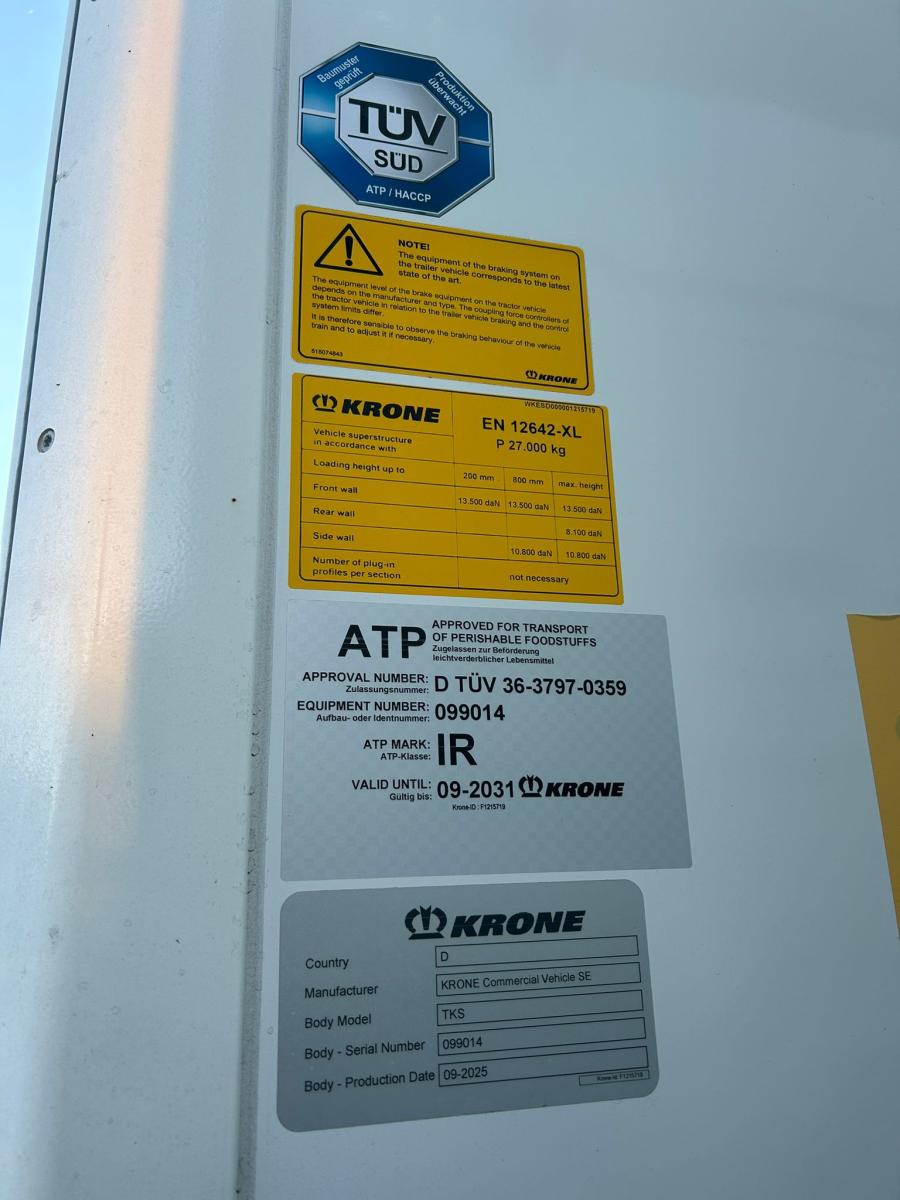 Baumuster
geprüft
Produktion
überwacht
TÜV
SÜD
ATP / HACCP
NOTE!
The equipment of the braking system on
the trailer vehicle corresponds to the latest
state of the art.
The equipment level of the brake equipment on the tractor vehicle
depends on the manufacturer and type. The coupling force controllers of
the tractor vehicle in relation to the trailer vehicle braking and the control
system limits differ.
It is therefore sensible to observe the braking behaviour of the vehicle
train and to adjust it if necessary.
515074843
KRONE
WKESD000001215719
KRONE
EN 12642-XL
P 27.000 kg
Vehicle superstructure
in accordance with
Loading height up to 200 mm 800 mm max. height
Front wall 13.500 daN 13.500 daN 13.500 daN
Rear wall 8.100 daN
Side wall 10.800 daN 10.800 daN
Number of plug-in
profiles per section
not necessary
ATP
APPROVED FOR TRANSPORT
OF PERISHABLE FOODSTUFFS
Zugelassen zur Beförderung
leichtverderblicher Lebensmittel
APPROVAL NUMBER: D TÜV 36-3797-0359
Zulassungsnummer:
EQUIPMENT NUMBER: 099014
Aufbau- oder Identnummer:
ATP MARK: IR
ATP-Klasse:
VALID UNTIL: 09-2031 KRONE
Gültig bis:
Krone-ID : F1215719
KRONE
Country D
Manufacturer KRONE Commercial Vehicle SE
Body Model TKS
Body - Serial Number 099014
Body - Production Date 09-2025
Krone-Id: F1215719